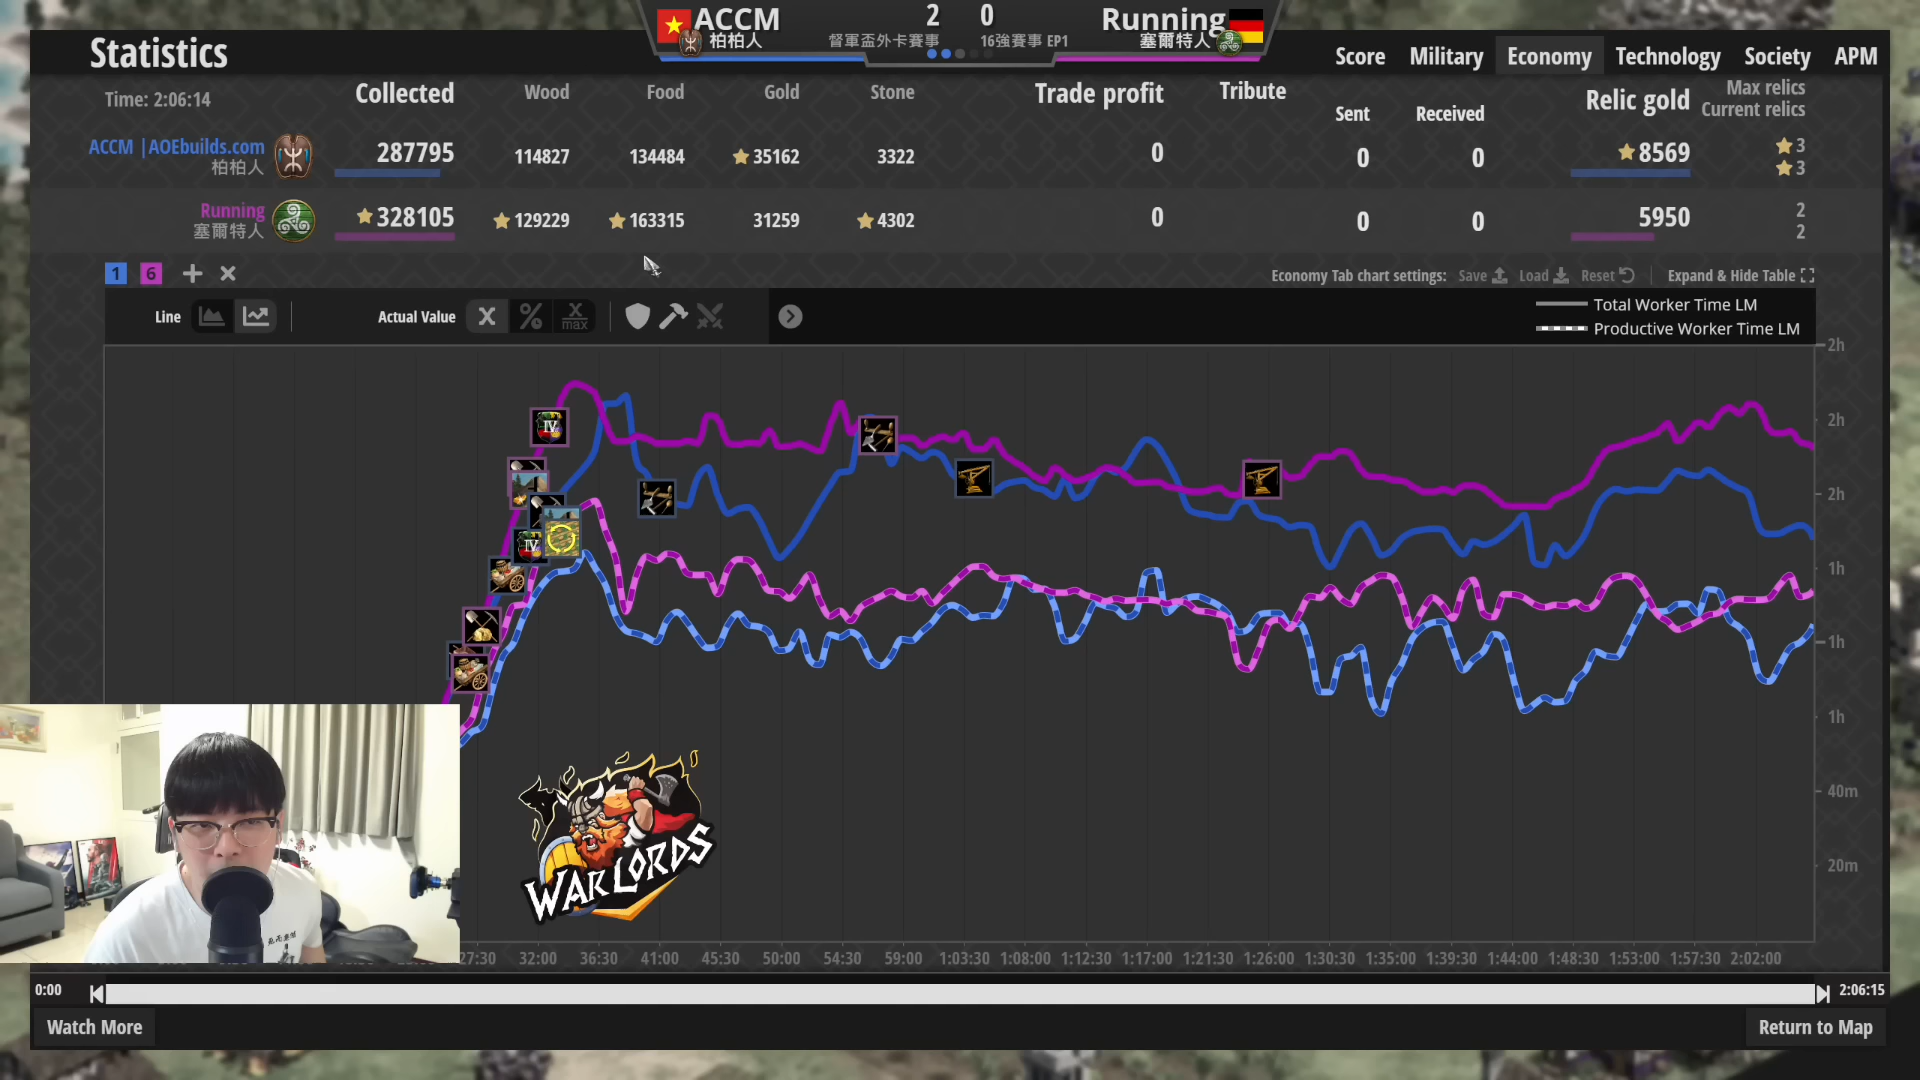 ACCM
柏柏人
2 0
督軍盃外卡賽事
16強賽事 EP1
Running
塞爾特人
Statistics
Score Military Economy Technology Society APM
Time: 2:06:14
Collected Wood Food Gold Stone Trade profit Tribute Sent Received Relic gold Max relics
Current relics
ACCM |AOEbuilds.com
柏柏人
287795 114827 134484 35162 3322 0 0 0 8569 3
3
Running
塞爾特人
328105 129229 163315 31259 4302 0 0 0 5950 2
2
1 6
Economy Tab chart settings: Save Load Reset Expand & Hide Table
Line Actual Value X % X
max
Total Worker Time LM
Productive Worker Time LM
2h
2h
2h
1h
1h
1h
40m
20m
IV
IV
WARLORDS
27:30 32:00 36:30 41:00 45:30 50:00 54:30 59:00 1:03:30 1:08:00 1:12:30 1:17:00 1:21:30 1:26:00 1:30:30 1:35:00 1:39:30 1:44:00 1:48:30 1:53:00 1:57:30 2:02:00
0:00 2:06:15
Watch More Return to Map